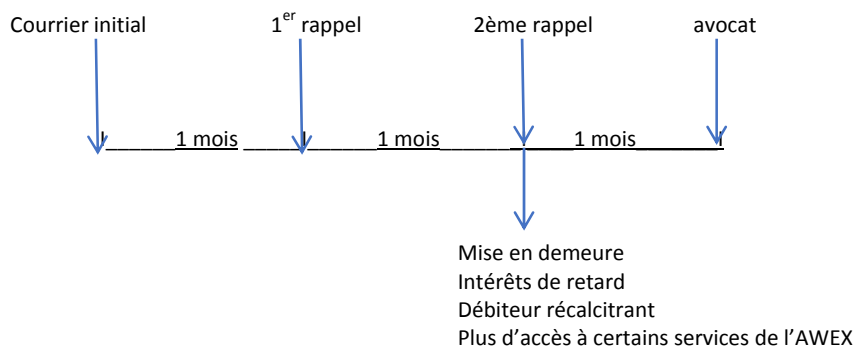 Courrier initial 1er rappel 2ème rappel avocat
1 mois 1 mois 1 mois
Mise en demeure
Intérêts de retard
Débiteur récalcitrant
Plus d’accès à certains services de l’AWEX